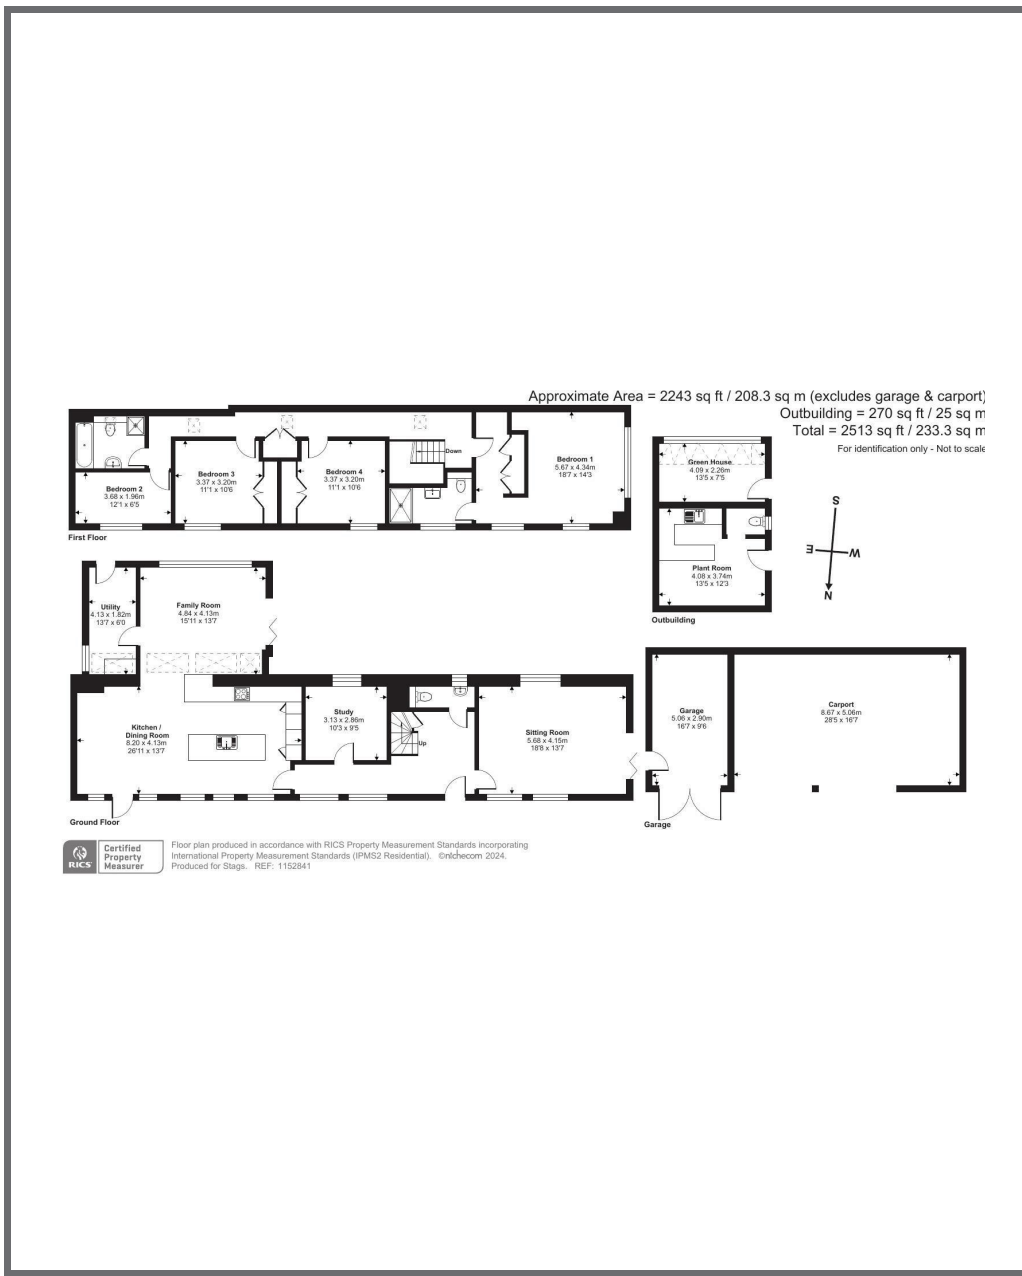 Approximate Area = 2243 sq ft / 208.3 sq m (excludes garage & carport)
Outbuilding = 270 sq ft / 25 sq m
Total = 2513 sq ft / 233.3 sq m
For identification only - Not to scale
Down
Bedroom 1
5.67 x 4.34m
18'7 x 14'3
Bedroom 3
3.37 x 3.20m
11'1 x 10'6
Bedroom 4
3.37 x 3.20m
11'1 x 10'6
Bedroom 2
3.68 x 1.96m
12'1 x 6'5
First Floor
Green House
4.09 x 2.26m
13'5 x 7'5
Plant Room
4.08 x 3.74m
13'5 x 12'3
Outbuilding
S
E
W
N
Utility
4.13 x 1.82m
13'7 x 6'0
Family Room
4.84 x 4.13m
15'11 x 13'7
Kitchen /
Dining Room
8.20 x 4.13m
26'11 x 13'7
Study
3.13 x 2.86m
10'3 x 9'5
Up
Sitting Room
5.68 x 4.15m
18'8 x 13'7
Ground Floor
Garage
5.06 x 2.90m
16'7 x 9'6
Carport
8.67 x 5.06m
28'5 x 16'7
Garage
RICS
Certified
Property
Measurer
Floor plan produced in accordance with RICS Property Measurement Standards incorporating
International Property Measurement Standards (IPMS2 Residential). ©nlchecom 2024.
Produced for Stags. REF: 1152841